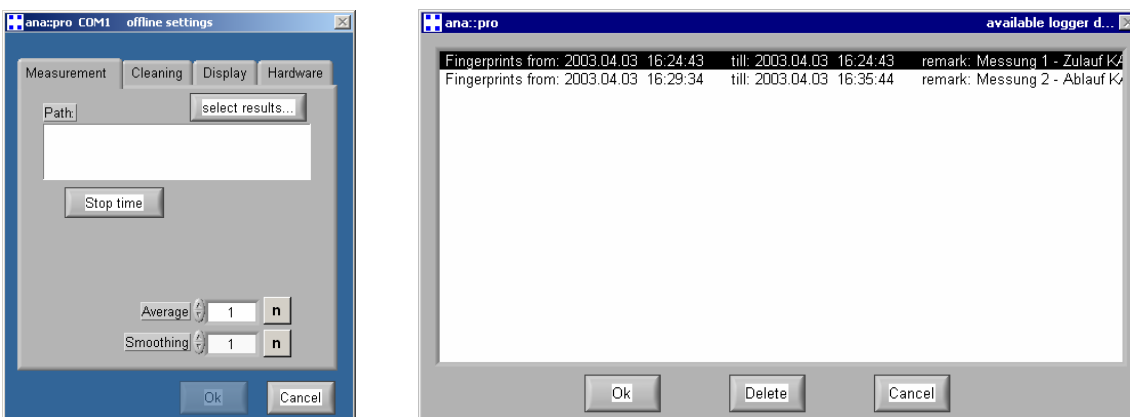 ana::pro COM1 offline settings
Measurement Cleaning Display Hardware
select results...
Path:
Stop time
Average 1 n
Smoothing 1 n
Ok Cancel
ana::pro available logger d...
Fingerprints from: 2003.04.03 16:24:43 till: 2003.04.03 16:24:43 remark: Messung 1 - Zulauf KA
Fingerprints from: 2003.04.03 16:29:34 till: 2003.04.03 16:35:44 remark: Messung 2 - Ablauf KA
Ok Delete Cancel